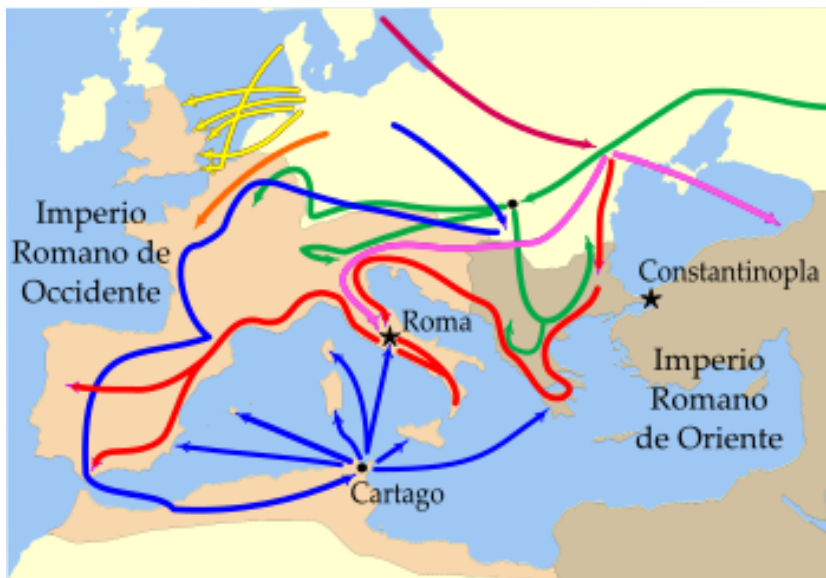 Imperio
Romano de
Occidente
Constantinopla
Roma
Imperio
Romano
de Oriente
Cartago